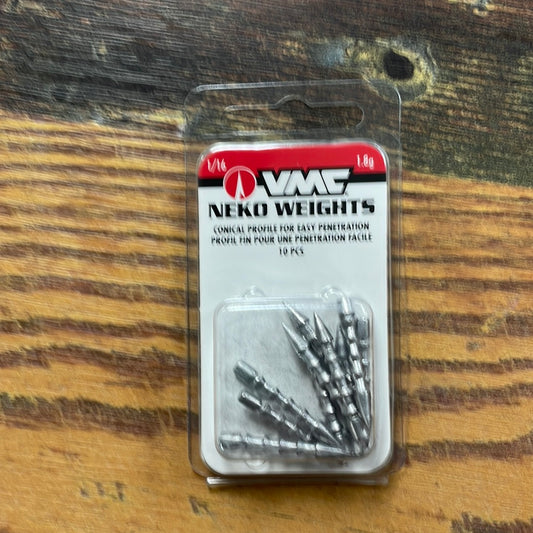 1/16 1.8g
VMC
NEKO WEIGHTS
CONICAL PROFILE FOR EASY PENETRATION
PROFIL FIN POUR UNE PENETRATION FACILE
10 PCS